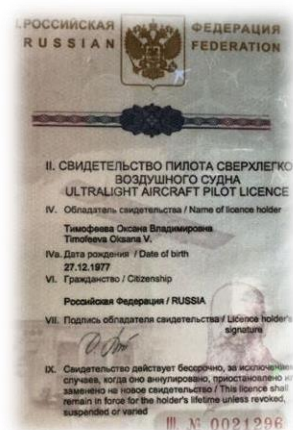 РОССИЙСКАЯ ФЕДЕРАЦИЯ
RUSSIAN FEDERATION
II. СВИДЕТЕЛЬСТВО ПИЛОТА СВЕРХЛЕГКО
ВОЗДУШНОГО СУДНА
ULTRALIGHT AIRCRAFT PILOT LICENCE
IV. Обладатель свидетельства / Name of licence holder
Тимофеева Оксана Владимировна
Timofeeva Oksana V.
IVa. Дата рождения / Date of birth
27.12.1977
VI. Гражданство / Citizenship
Российская Федерация / RUSSIA
VII. Подпись обладателя свидетельства / Licence holder's
signature
IX. Свидетельство действует бессрочно, за исключением
случаев, когда оно аннулировано, приостановлено или
заменено на новое свидетельство / This licence shall
remain in force for the holder's lifetime unless revoked,
suspended or varied
III. № 0021296